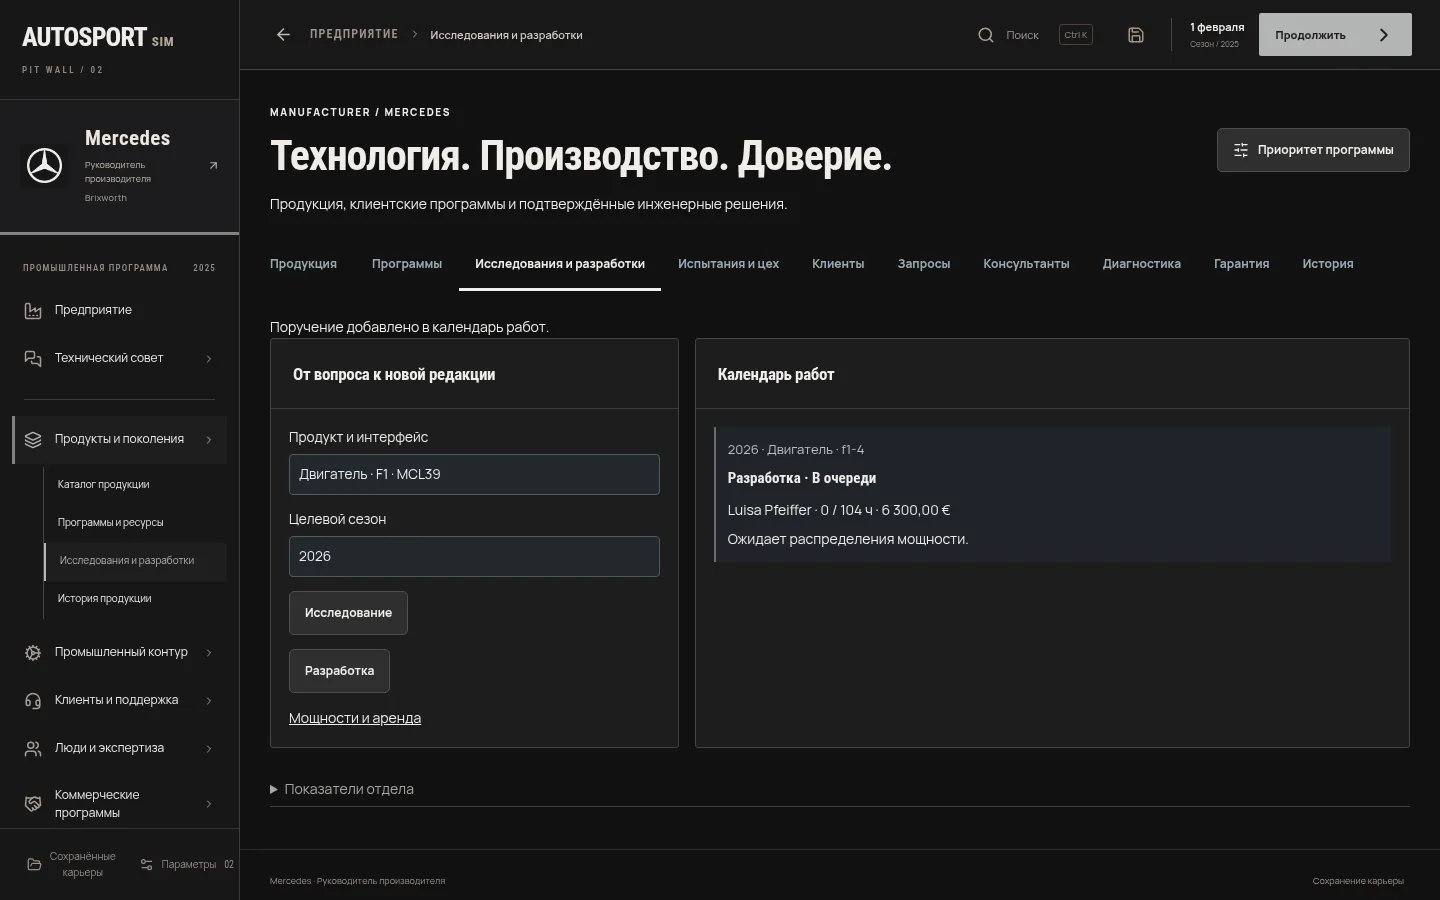 AUTOSPORT SIM
PIT WALL / 02
Mercedes
Руководитель
производителя
Brixworth
ПРОМЫШЛЕННАЯ ПРОГРАММА 2025
Предприятие
Технический совет
Продукты и поколения
Каталог продукции
Программы и ресурсы
Исследования и разработки
История продукции
Промышленный контур
Клиенты и поддержка
Люди и экспертиза
Коммерческие
программы
Сохранённые
карьеры
Параметры 02
ПРЕДПРИЯТИЕ
Исследования и разработки
Поиск Ctrl K
1 февраля
Сезон / 2025
Продолжить
MANUFACTURER / MERCEDES
Технология. Производство. Доверие.
Приоритет программы
Продукция, клиентские программы и подтверждённые инженерные решения.
Продукция Программы Исследования и разработки Испытания и цех Клиенты Запросы Консультанты Диагностика Гарантия История
Поручение добавлено в календарь работ.
От вопроса к новой редакции
Продукт и интерфейс
Двигатель · F1 · MCL39
Целевой сезон
2026
Исследование
Разработка
Мощности и аренда
Календарь работ
2026 · Двигатель · f1-4
Разработка · В очереди
Luisa Pfeiffer · 0 / 104 ч · 6 300,00 €
Ожидает распределения мощности.
Показатели отдела
Mercedes · Руководитель производителя
Сохранение карьеры